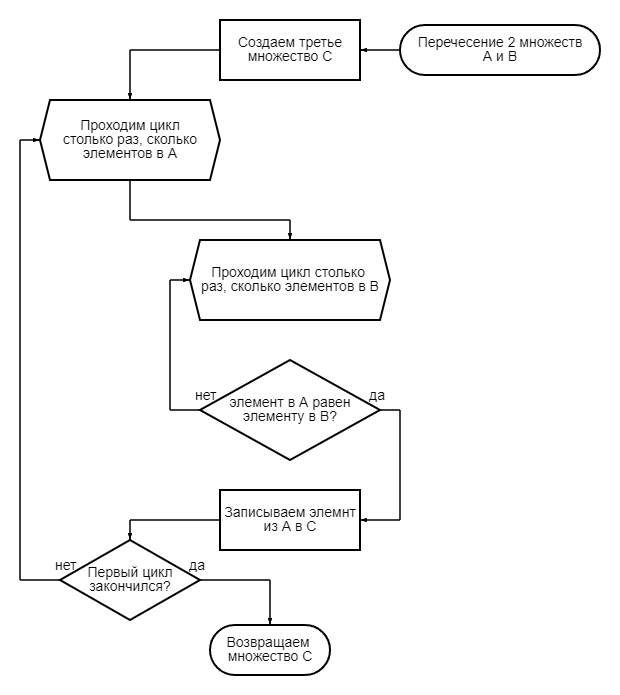 Перечесение 2 множеств
А и В
Создаем третье
множество С
Проходим цикл
столько раз, сколько
элементов в А
Проходим цикл столько
раз, сколько элементов в В
нет
элемент в А равен
элементу в В?
да
Записываем элемнт
из А в С
нет
Первый цикл
закончился?
да
Возвращаем
множество С